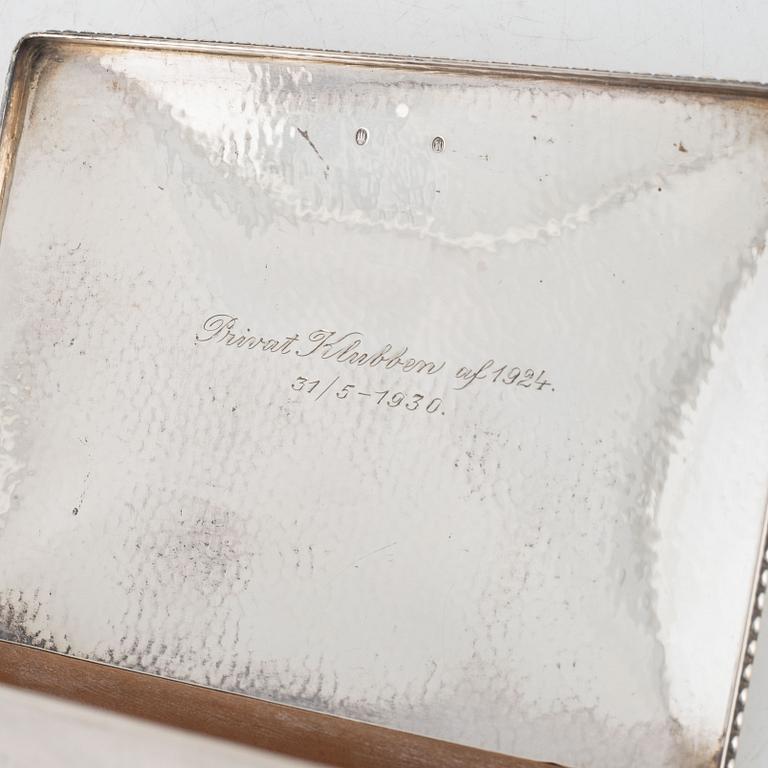 Privat Klubben af 1924.
31/5-1930.